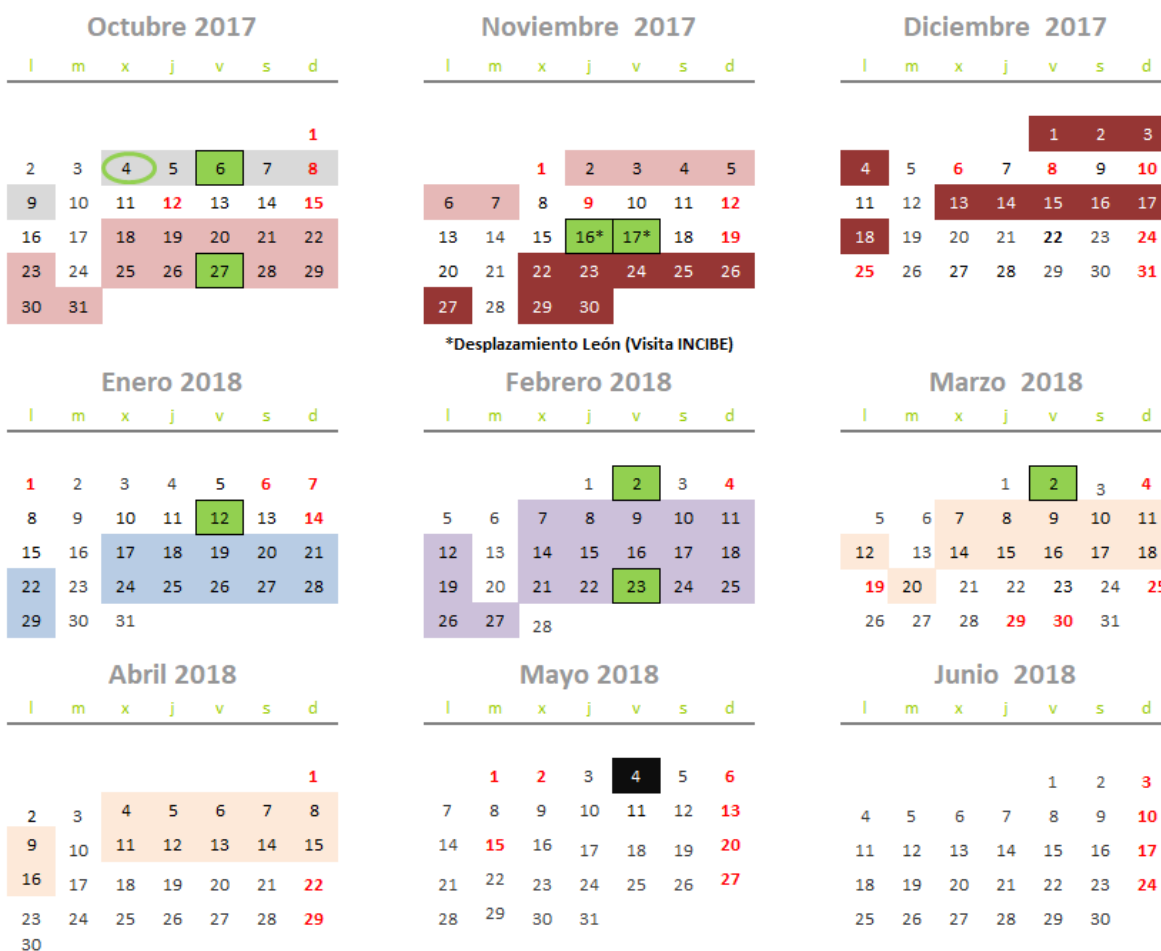 Octubre 2017 Noviembre 2017 Diciembre 2017
l m x j v s d l m x j v s d l m x j v s d
1 1 2 3
2 3 4 5 6 7 8 1 2 3 4 5 4 5 6 7 8 9 10
9 10 11 12 13 14 15 6 7 8 9 10 11 12 11 12 13 14 15 16 17
16 17 18 19 20 21 22 13 14 15 16* 17* 18 19 18 19 20 21 22 23 24
23 24 25 26 27 28 29 20 21 22 23 24 25 26 25 26 27 28 29 30 31
30 31 27 28 29 30
*Desplazamiento León (Visita INCIBE)
Enero 2018 Febrero 2018 Marzo 2018
l m x j v s d l m x j v s d l m x j v s d
1 2 3 4 5 6 7 1 2 3 4 1 2 3 4
8 9 10 11 12 13 14 5 6 7 8 9 10 11 5 6 7 8 9 10 11
15 16 17 18 19 20 21 12 13 14 15 16 17 18 12 13 14 15 16 17 18
22 23 24 25 26 27 28 19 20 21 22 23 24 25 19 20 21 22 23 24 25
29 30 31 26 27 28 26 27 28 29 30 31
Abril 2018 Mayo 2018 Junio 2018
l m x j v s d l m x j v s d l m x j v s d
1 1 2 3 4 5 6 1 2 3
2 3 4 5 6 7 8 7 8 9 10 11 12 13 4 5 6 7 8 9 10
9 10 11 12 13 14 15 14 15 16 17 18 19 20 11 12 13 14 15 16 17
16 17 18 19 20 21 22 21 22 23 24 25 26 27 18 19 20 21 22 23 24
23 24 25 26 27 28 29 28 29 30 31 25 26 27 28 29 30
30